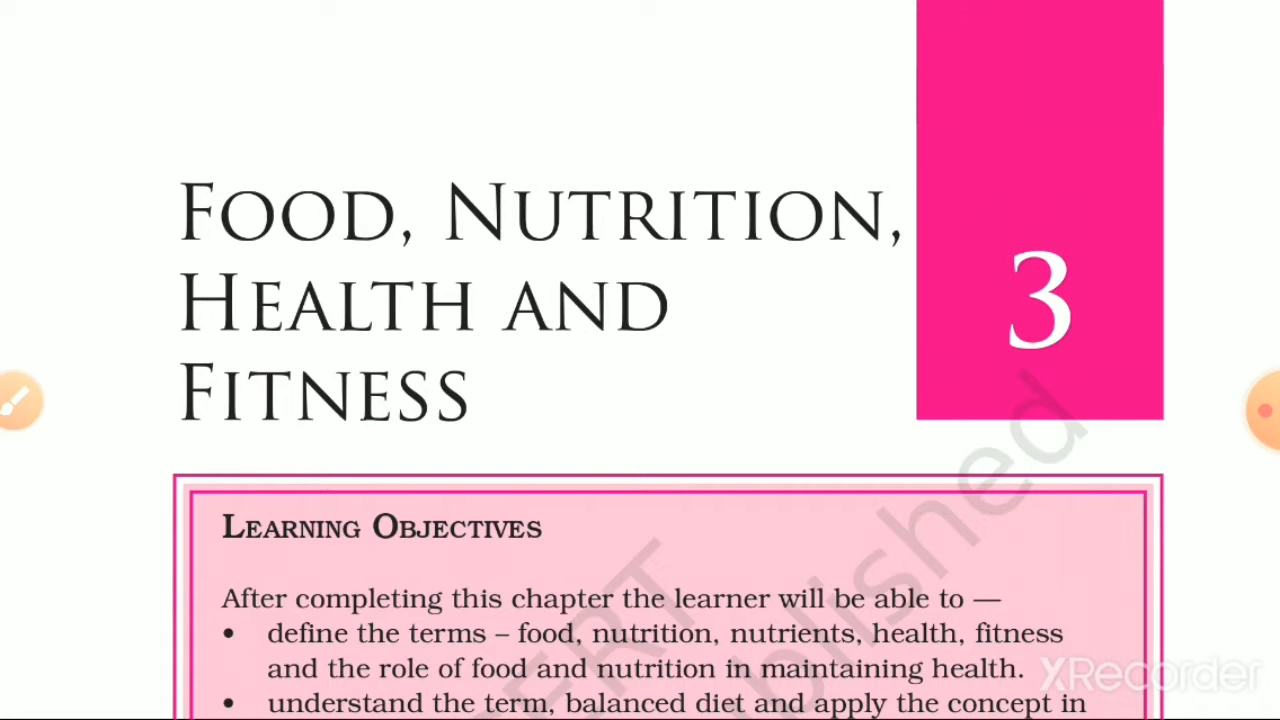 FOOD, NUTRITION,
HEALTH AND
FITNESS
3
LEARNING OBJECTIVES
After completing this chapter the learner will be able to —
• define the terms – food, nutrition, nutrients, health, fitness
and the role of food and nutrition in maintaining health.
• understand the term, balanced diet and apply the concept in
ERT
blished
XRecorder